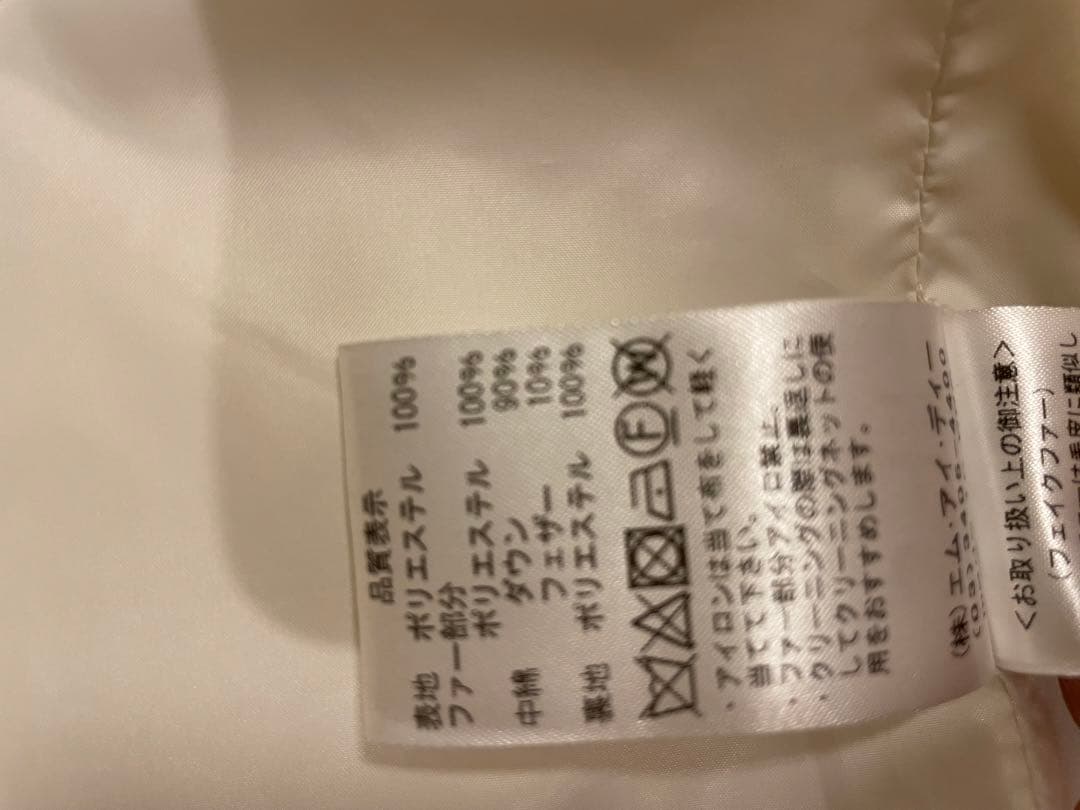 品質表示
表地 ポリエステル 100%
ファー部分
ポリエステル 100%
中綿 ダウン 90%
フェザー 10%
裏地 ポリエステル 100%
F W
・アイロンは当て布をして軽く
当てて下さい。
・ファー部分アイロン禁止。
・クリーニングの際は裏返しに
してクリーニングネットの使
用をおすすめします。
(株)エム・アイ・ディー
<お取り扱い上の御注意>
(フェイクファー)
は毛皮に類似し